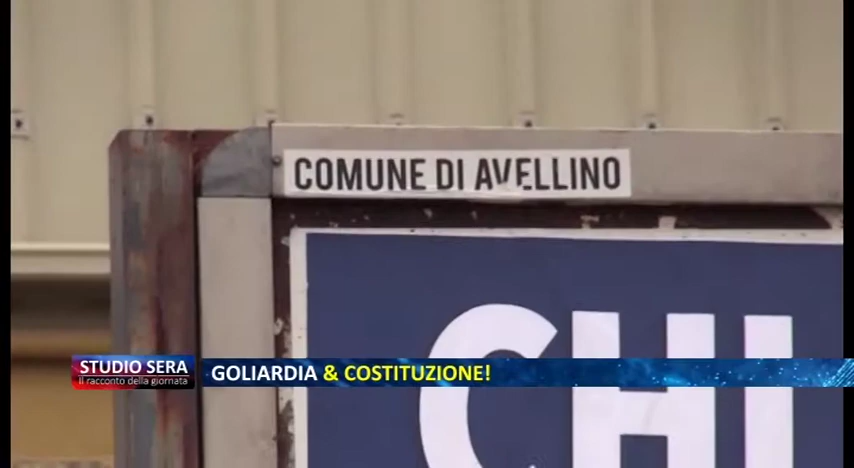 COMUNE DI AVELLINO
CHI
STUDIO SERA
Il racconto della giornata
GOLIARDIA & COSTITUZIONE!